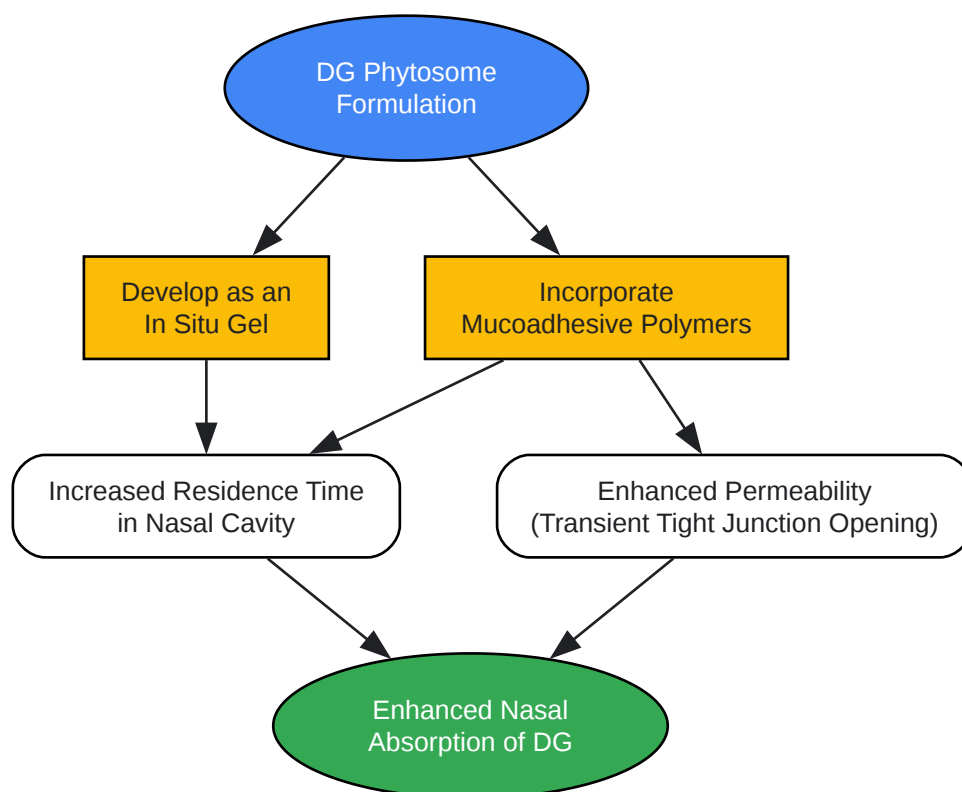 DG Phytosome
Formulation
Develop as an
In Situ Gel
Incorporate
Mucoadhesive Polymers
Increased Residence Time
in Nasal Cavity
Enhanced Permeability
(Transient Tight Junction Opening)
Enhanced Nasal
Absorption of DG